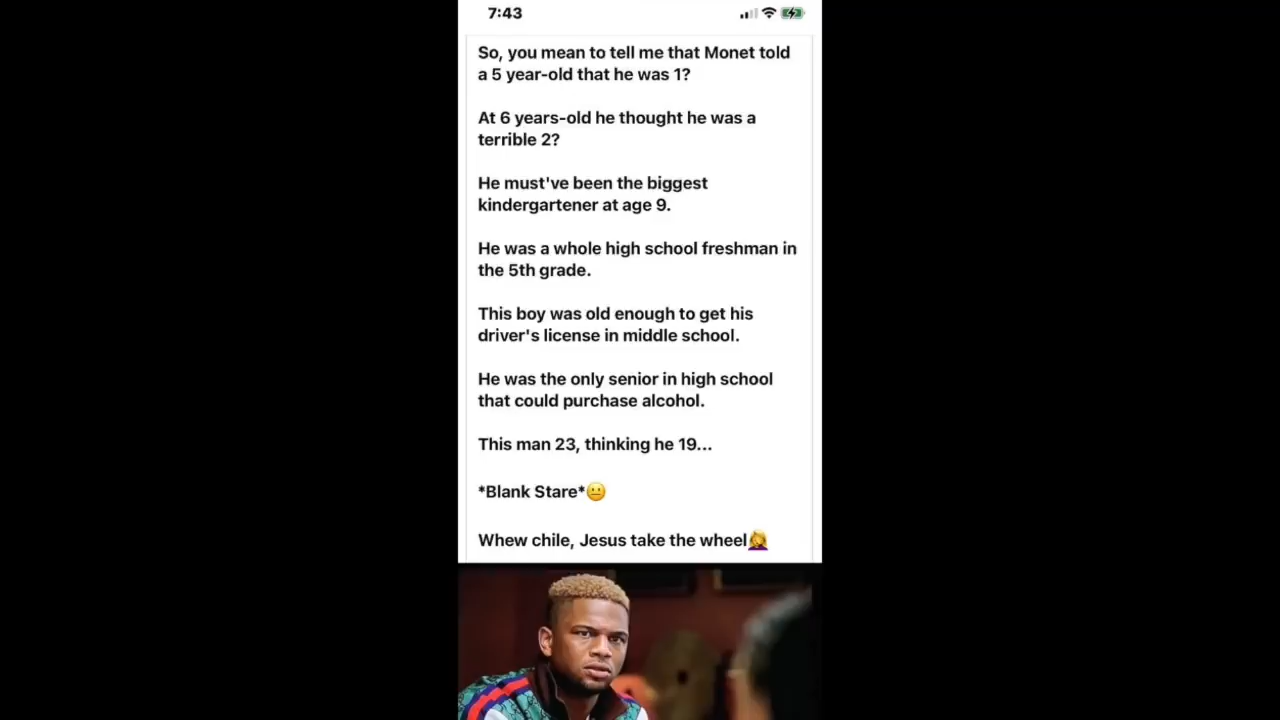 7:43
So, you mean to tell me that Monet told
a 5 year-old that he was 1?
At 6 years-old he thought he was a
terrible 2?
He must've been the biggest
kindergartener at age 9.
He was a whole high school freshman in
the 5th grade.
This boy was old enough to get his
driver's license in middle school.
He was the only senior in high school
that could purchase alcohol.
This man 23, thinking he 19...
*Blank Stare*😐
Whew chile, Jesus take the wheel🤦‍♀️